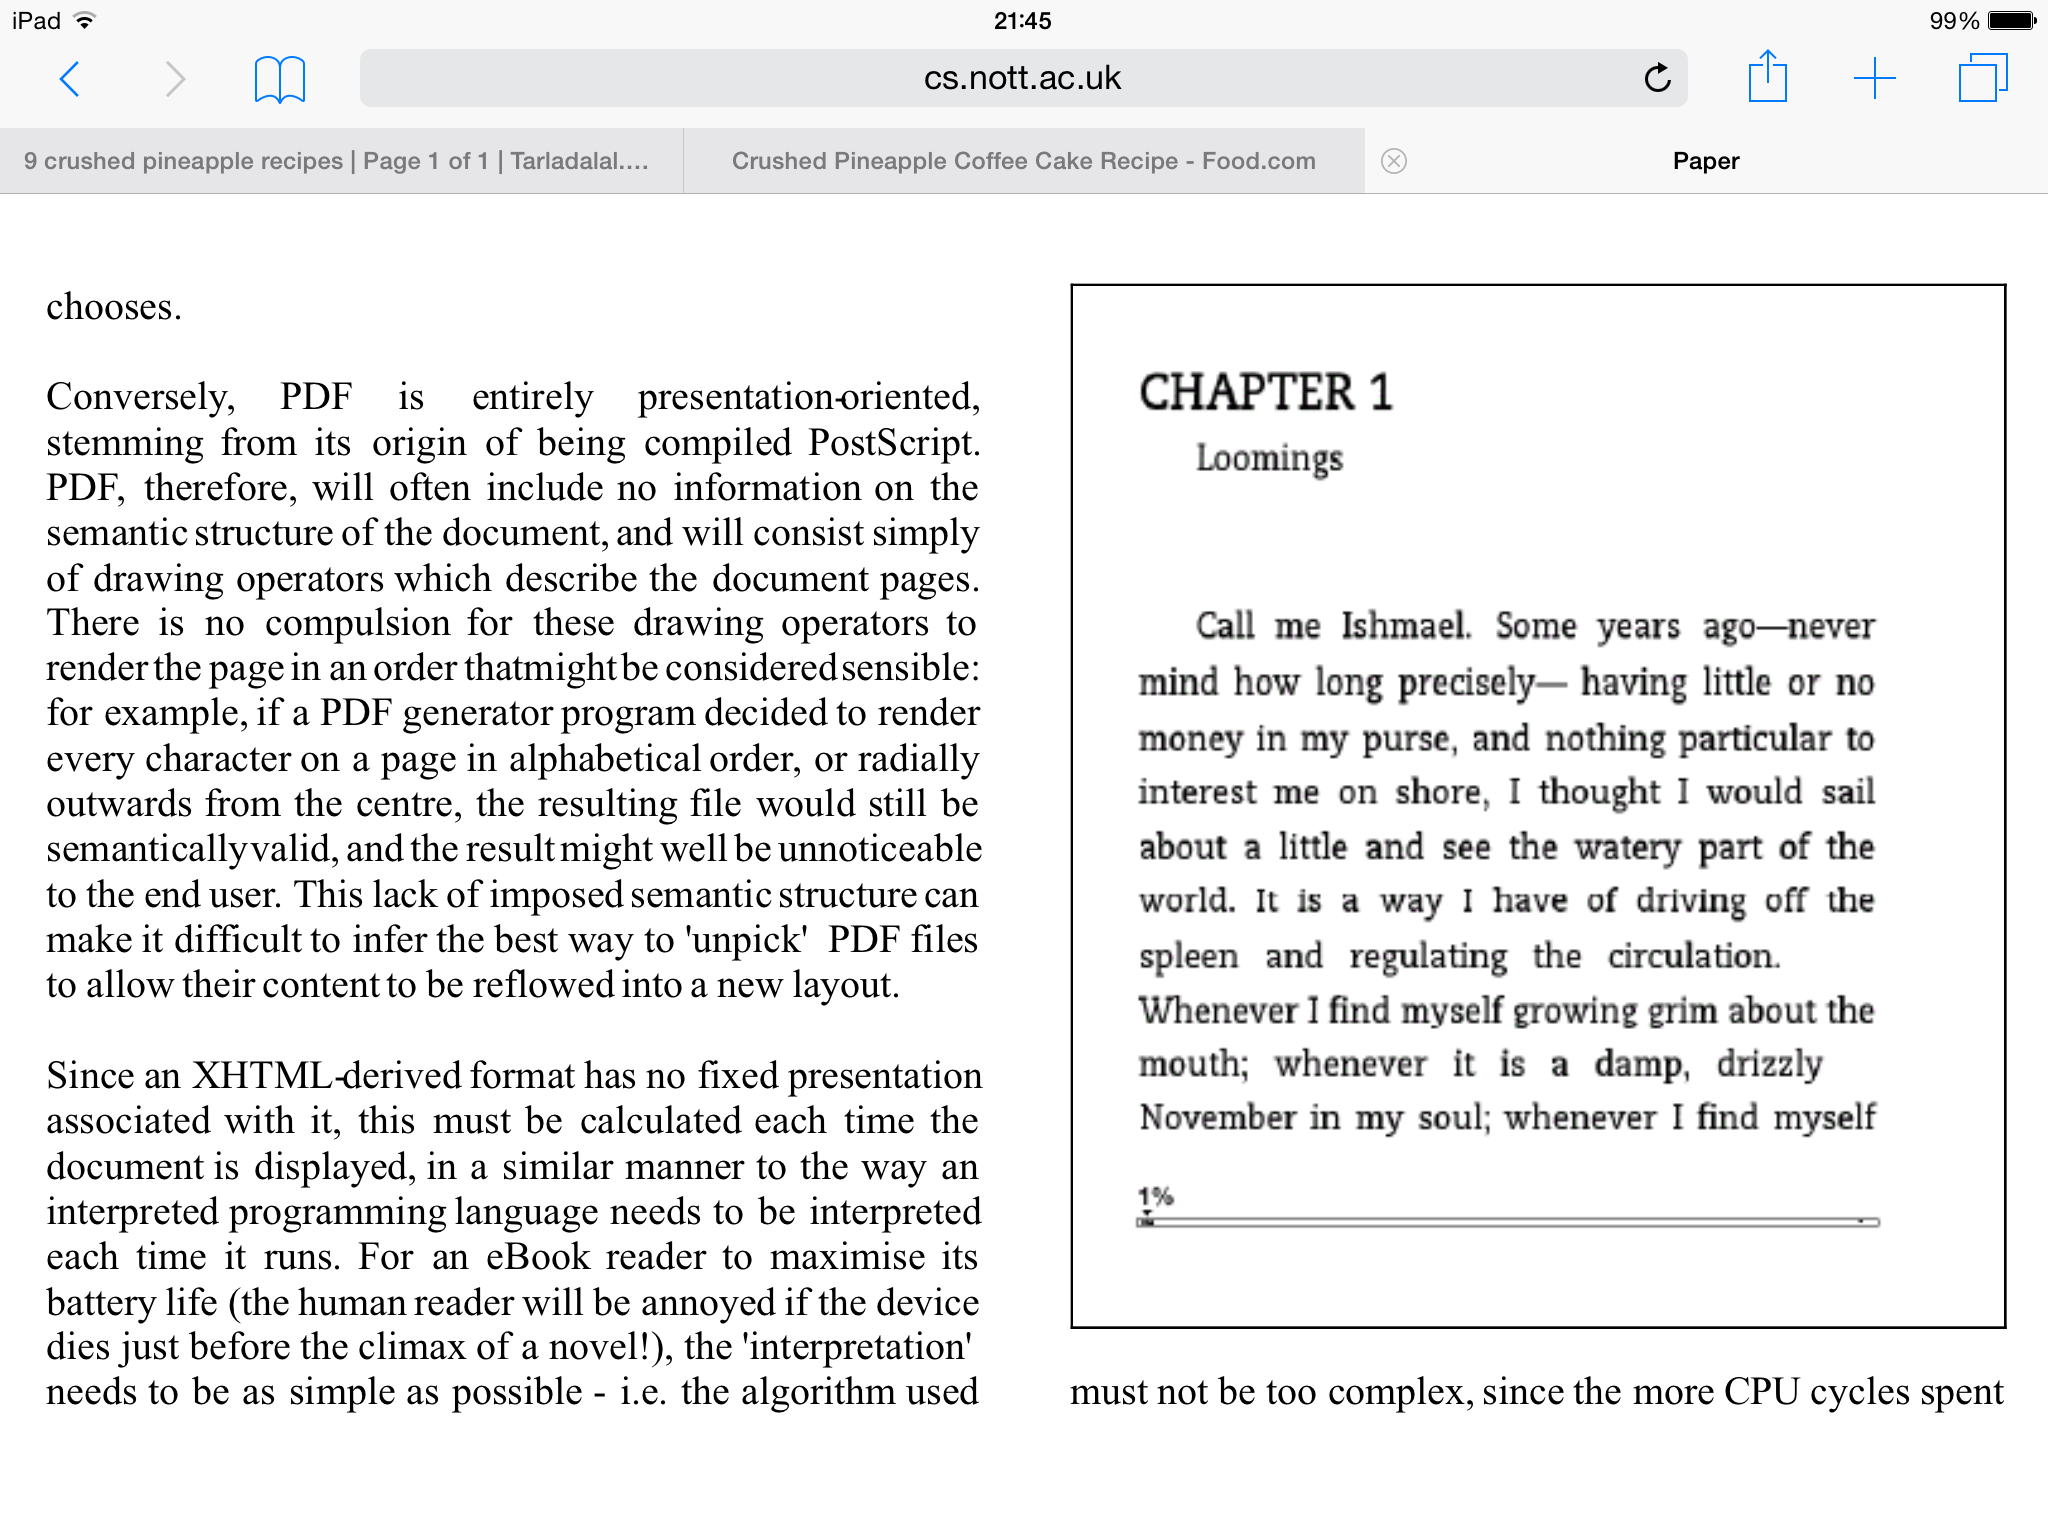 iPad
21:45
99%
cs.nott.ac.uk
9 crushed pineapple recipes | Page 1 of 1 | Tarladalal....
Crushed Pineapple Coffee Cake Recipe - Food.com
Paper
chooses.
Conversely, PDF is entirely presentation-oriented,
stemming from its origin of being compiled PostScript.
PDF, therefore, will often include no information on the
semantic structure of the document, and will consist simply
of drawing operators which describe the document pages.
There is no compulsion for these drawing operators to
render the page in an order that might be considered sensible:
for example, if a PDF generator program decided to render
every character on a page in alphabetical order, or radially
outwards from the centre, the resulting file would still be
semantically valid, and the result might well be unnoticeable
to the end user. This lack of imposed semantic structure can
make it difficult to infer the best way to 'unpick' PDF files
to allow their content to be reflowed into a new layout.
Since an XHTML-derived format has no fixed presentation
associated with it, this must be calculated each time the
document is displayed, in a similar manner to the way an
interpreted programming language needs to be interpreted
each time it runs. For an eBook reader to maximise its
battery life (the human reader will be annoyed if the device
dies just before the climax of a novel!), the 'interpretation'
needs to be as simple as possible - i.e. the algorithm used
CHAPTER 1
Loomings
Call me Ishmael. Some years ago—never
mind how long precisely— having little or no
money in my purse, and nothing particular to
interest me on shore, I thought I would sail
about a little and see the watery part of the
world. It is a way I have of driving off the
spleen and regulating the circulation.
Whenever I find myself growing grim about the
mouth; whenever it is a damp, drizzly
November in my soul; whenever I find myself
1%
must not be too complex, since the more CPU cycles spent